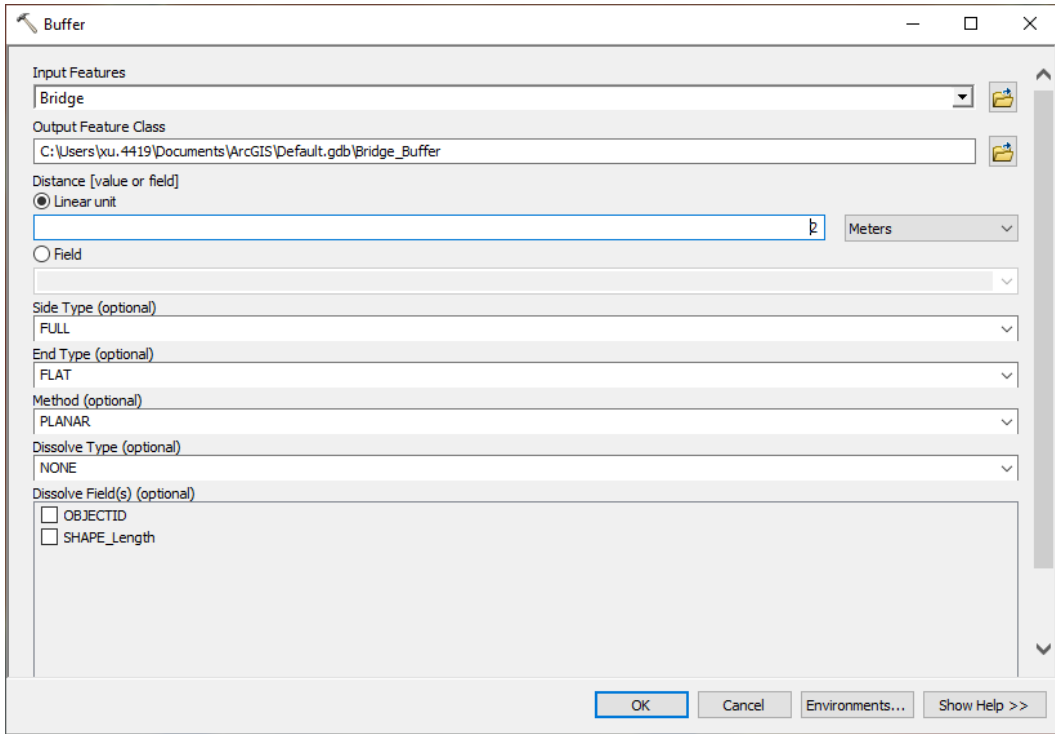 Buffer
Input Features
Bridge
Output Feature Class
C:\Users\xu.4419\Documents\ArcGIS\Default.gdb\Bridge_Buffer
Distance [value or field]
Linear unit
2 Meters
Field
Side Type (optional)
FULL
End Type (optional)
FLAT
Method (optional)
PLANAR
Dissolve Type (optional)
NONE
Dissolve Field(s) (optional)
OBJECTID
SHAPE_Length
OK Cancel Environments... Show Help >>